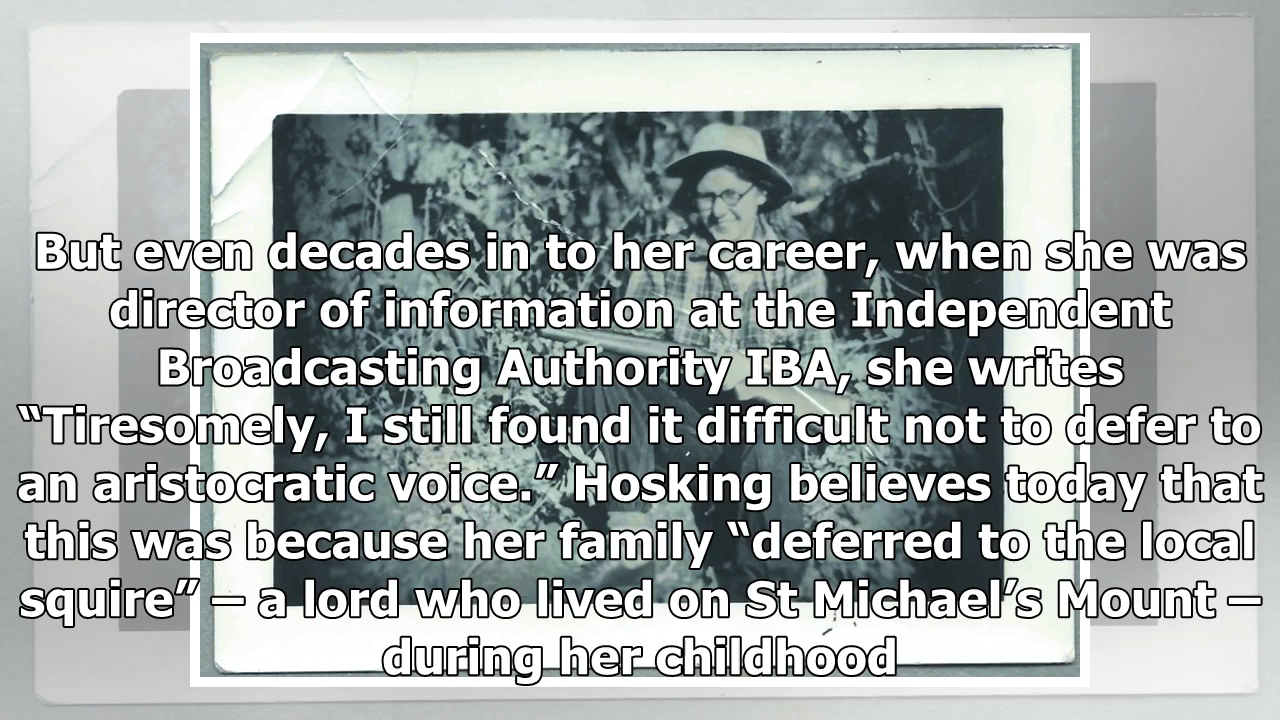 But even decades in to her career, when she was
director of information at the Independent
Broadcasting Authority IBA, she writes
“Tiresomely, I still found it difficult not to defer to
an aristocratic voice.” Hosking believes today that
this was because her family “deferred to the local
squire” – a lord who lived on St Michael’s Mount –
during her childhood